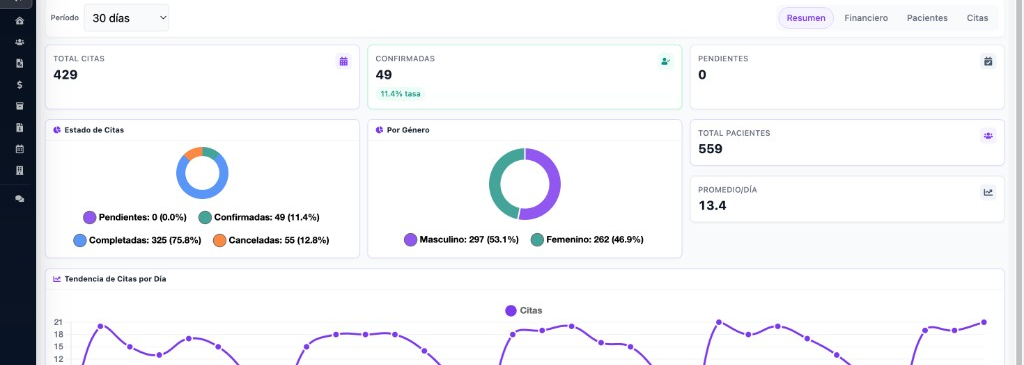 Período
30 días
Resumen
Financiero
Pacientes
Citas
TOTAL CITAS
429
CONFIRMADAS
49
11.4% tasa
PENDIENTES
0
Estado de Citas
Pendientes: 0 (0.0%)
Confirmadas: 49 (11.4%)
Completadas: 325 (75.8%)
Canceladas: 55 (12.8%)
Por Género
Masculino: 297 (53.1%)
Femenino: 262 (46.9%)
TOTAL PACIENTES
559
PROMEDIO/DÍA
13.4
Tendencia de Citas por Día
Citas
21
18
15
12